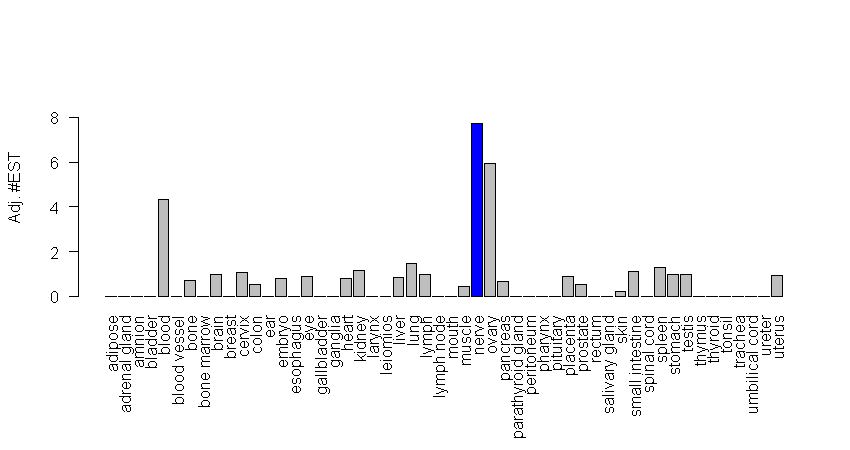 Adj. #EST
8
6
4
2
0
adipose
adrenal gland
amnion
bladder
blood
blood vessel
bone
bone marrow
brain
breast
cervix
colon
ear
embryo
esophagus
eye
gallbladder
ganglia
heart
kidney
larynx
leiomios
liver
lung
lymph
lymph node
mouth
muscle
nerve
ovary
pancreas
parathyroid gland
peritoneum
pharynx
pituitary
placenta
prostate
rectum
salivary gland
skin
small intestine
spinal cord
spleen
stomach
testis
thymus
thyroid
tonsil
trachea
umbilical cord
ureter
uterus